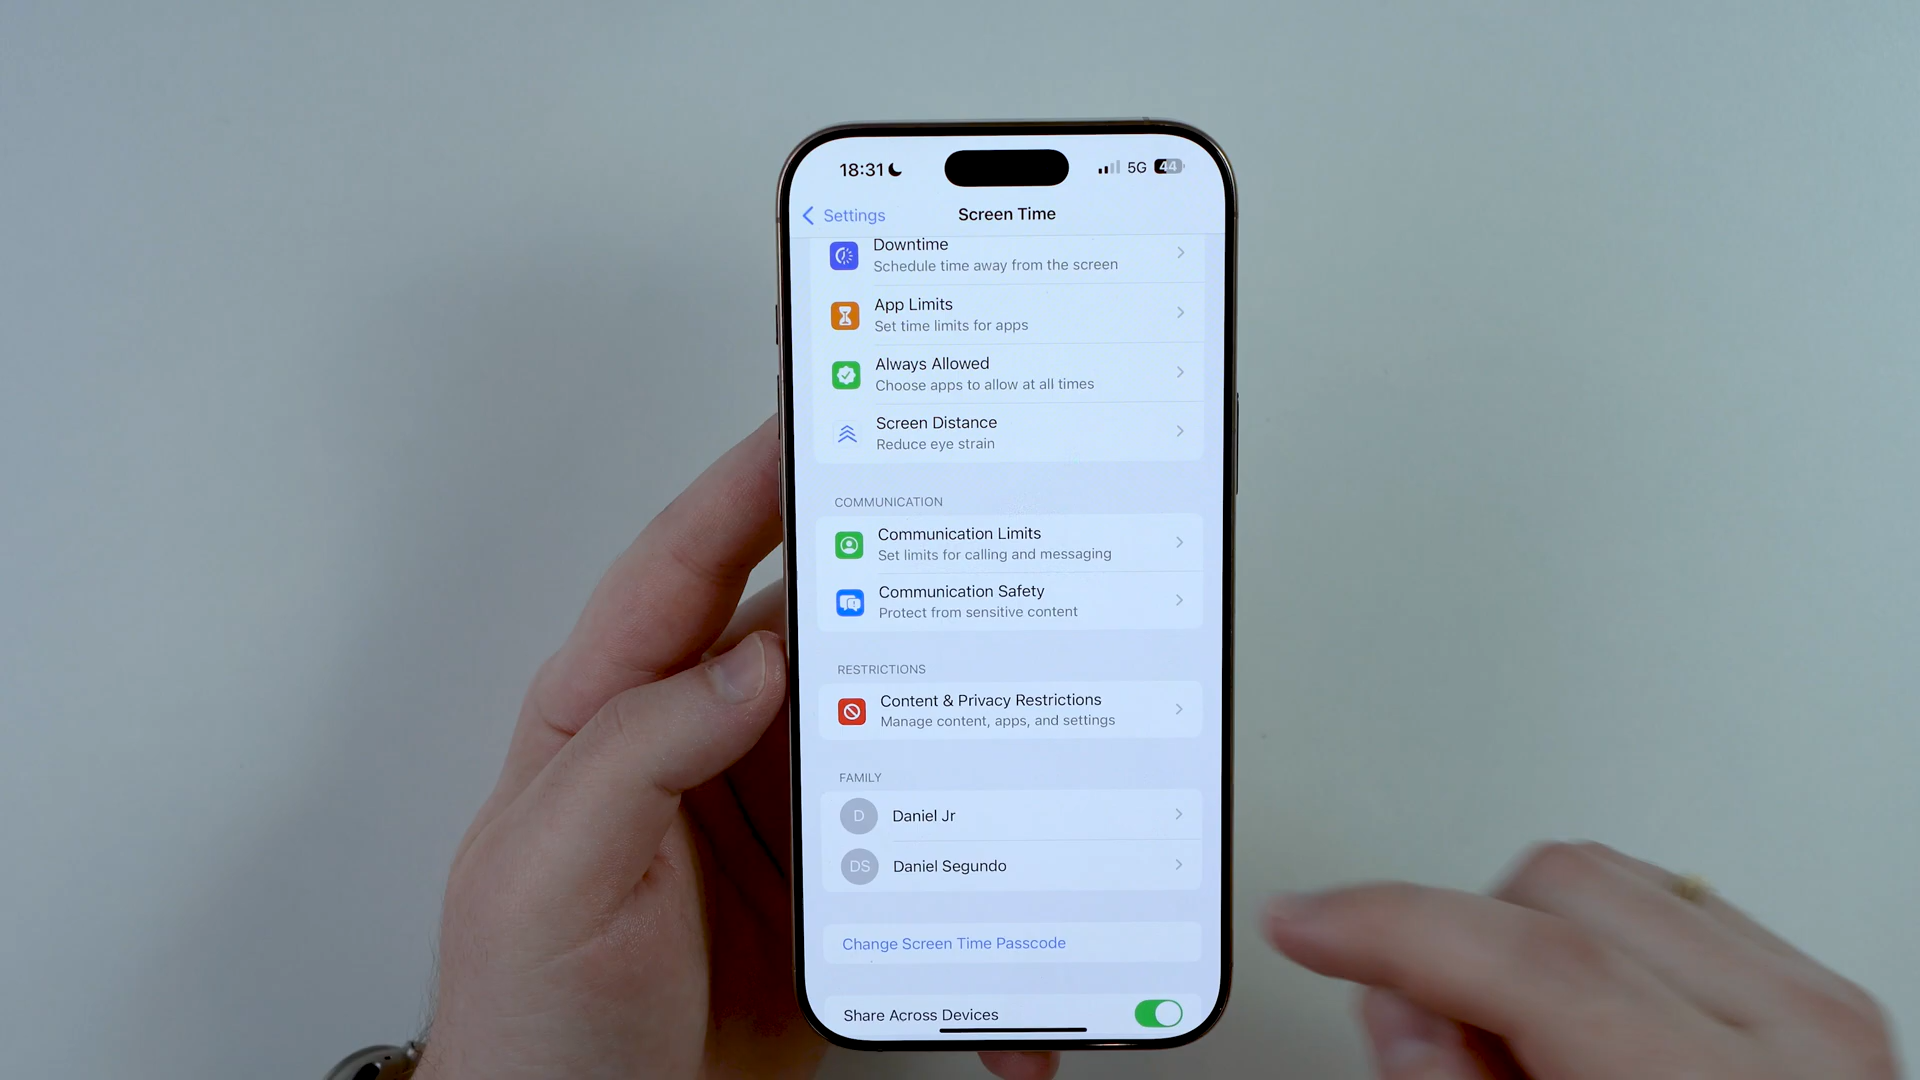 18:31
5G
44
Settings
Screen Time
Downtime
Schedule time away from the screen
App Limits
Set time limits for apps
Always Allowed
Choose apps to allow at all times
Screen Distance
Reduce eye strain
COMMUNICATION
Communication Limits
Set limits for calling and messaging
Communication Safety
Protect from sensitive content
RESTRICTIONS
Content & Privacy Restrictions
Manage content, apps, and settings
FAMILY
D
Daniel Jr
DS
Daniel Segundo
Change Screen Time Passcode
Share Across Devices